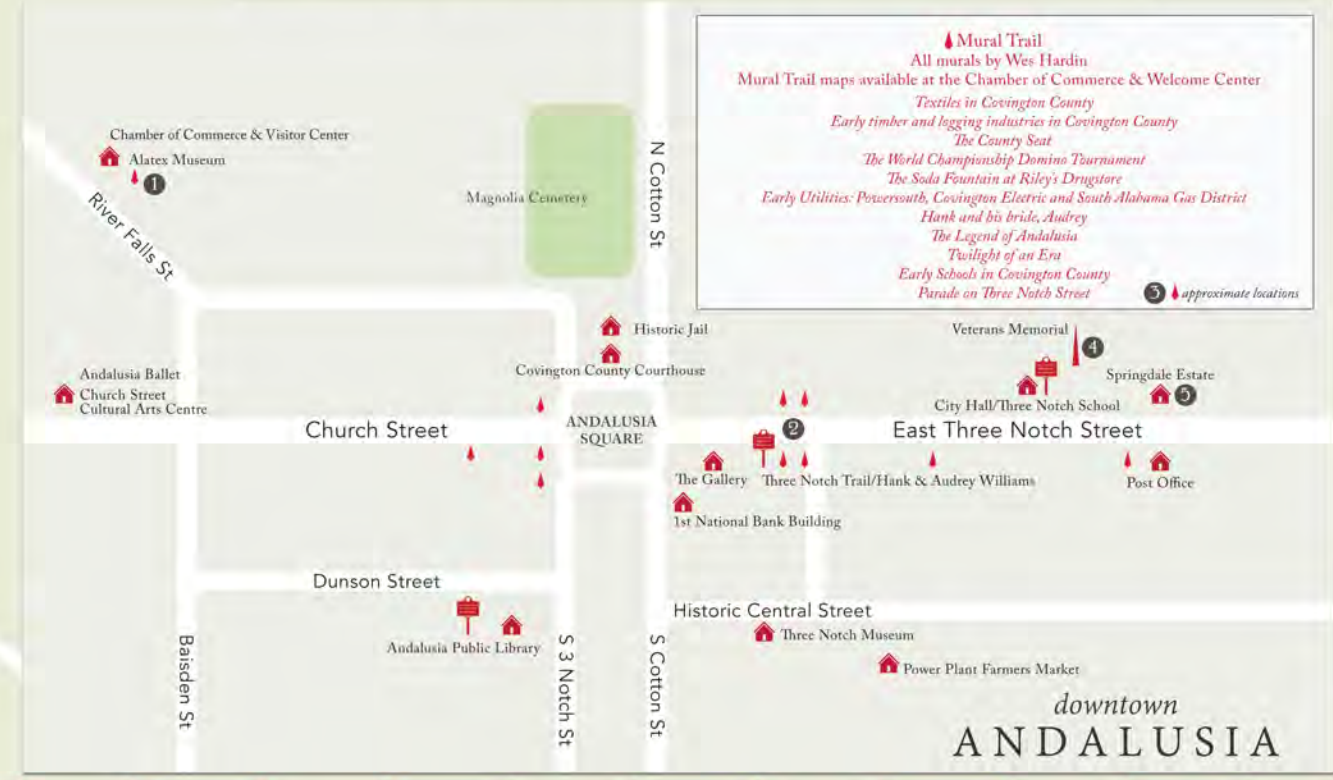 Mural Trail
All murals by Wes Hardin
Mural Trail maps available at the Chamber of Commerce & Welcome Center
Textiles in Covington County
Early timber and logging industries in Covington County
The County Seat
The World Championship Domino Tournament
The Soda Fountain at Riley's Drugstore
Early Utilities: Powersouth, Covington Electric and South Alabama Gas District
Hank and his bride, Audrey
The Legend of Andalusia
Twilight of an Era
Early Schools in Covington County
Parade on Three Notch Street
3 approximate locations
Chamber of Commerce & Visitor Center
Alatex Museum
1
River Falls St
Magnolia Cemetery
N Cotton St
Historic Jail
Covington County Courthouse
Veterans Memorial
4
Springdale Estate
5
City Hall/Three Notch School
Andalusia Ballet
Church Street
Cultural Arts Centre
Church Street
ANDALUSIA
SQUARE
2
East Three Notch Street
The Gallery
Three Notch Trail/Hank & Audrey Williams
Post Office
1st National Bank Building
Dunson Street
Andalusia Public Library
Historic Central Street
Three Notch Museum
Power Plant Farmers Market
Baisden St
S 3 Notch St
S Cotton St
downtown
ANDALUSIA